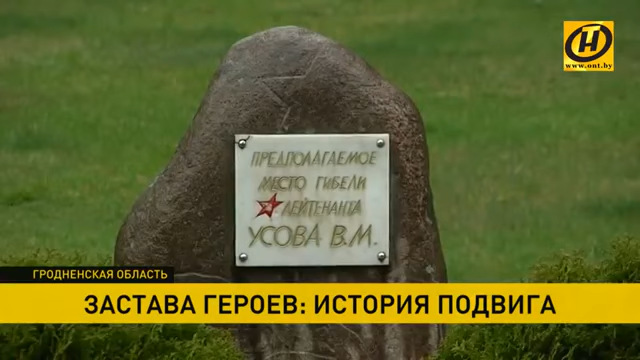 Н
www.ont.by
ПРЕДПОЛАГАЕМОЕ
МЕСТО ГИБЕЛИ
ЛЕЙТЕНАНТА
УСОВА В.М.
ГРОДНЕНСКАЯ ОБЛАСТЬ
ЗАСТАВА ГЕРОЕВ: ИСТОРИЯ ПОДВИГА